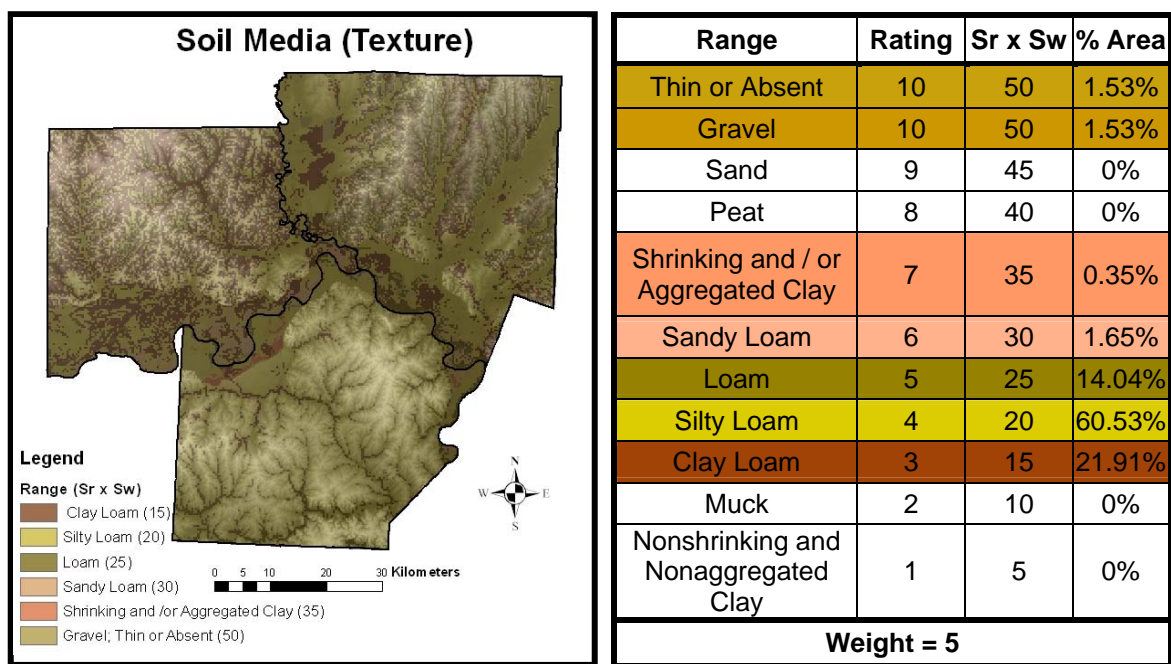 Soil Media (Texture)
Legend
Range (Sr x Sw)
Clay Loam (15)
Silty Loam (20)
Loam (25)
Sandy Loam (30)
Shrinking and /or Aggregated Clay (35)
Gravel; Thin or Absent (50)
0 5 10 20 30 Kilometers
N
W E
S
Range Rating Sr x Sw % Area
Thin or Absent 10 50 1.53%
Gravel 10 50 1.53%
Sand 9 45 0%
Peat 8 40 0%
Shrinking and / or
Aggregated Clay 7 35 0.35%
Sandy Loam 6 30 1.65%
Loam 5 25 14.04%
Silty Loam 4 20 60.53%
Clay Loam 3 15 21.91%
Muck 2 10 0%
Nonshrinking and
Nonaggregated 1 5 0%
Clay
Weight = 5